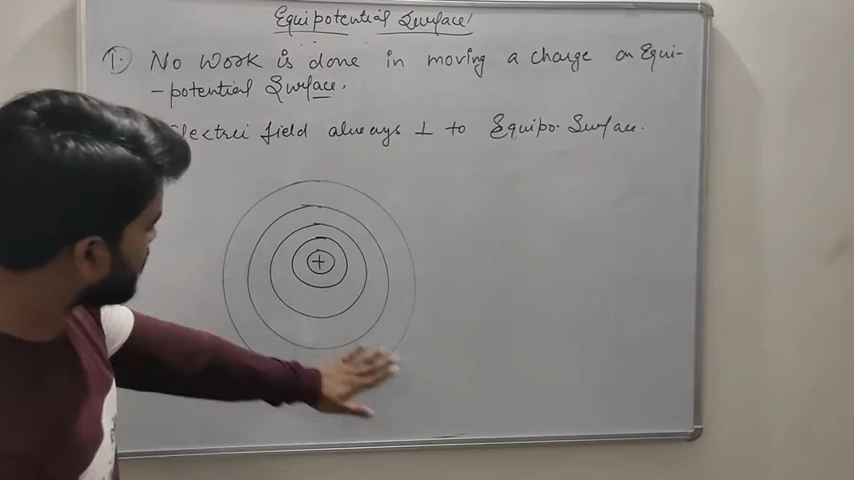 Equipotential Surface!
1. No work is done in moving a charge on Equi-
-potential Surface.
Electric field always ⊥ to Equipo. Surface.
+